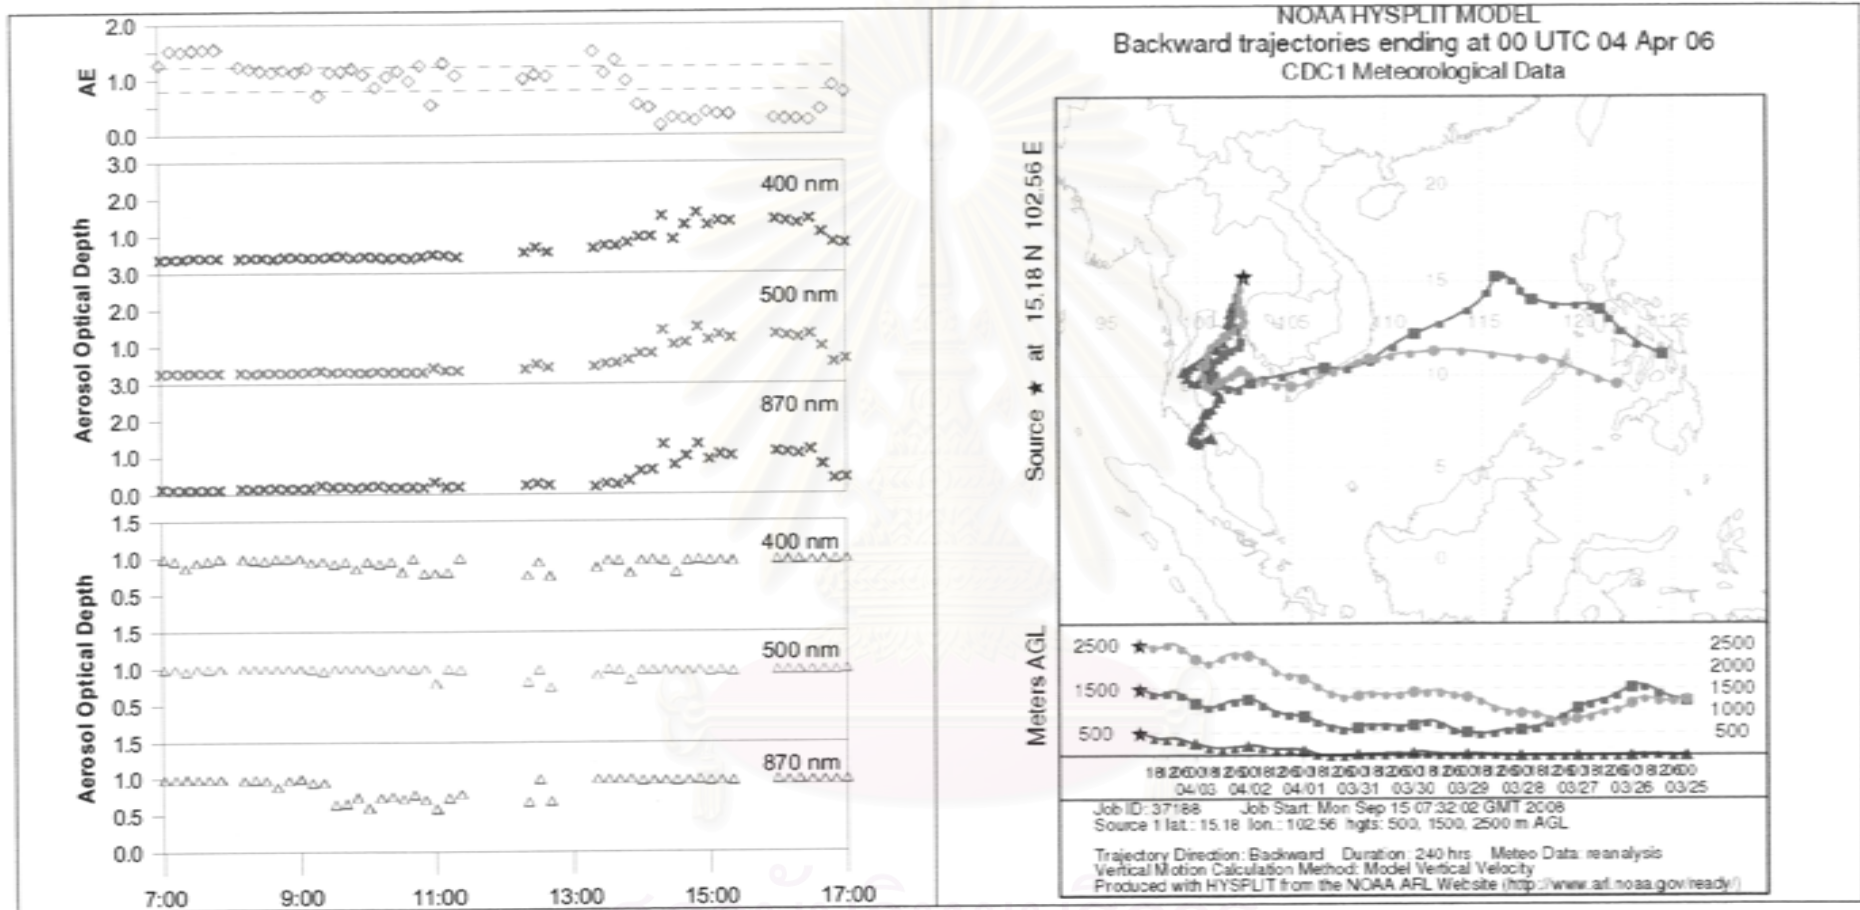 2.0
1.0
0.0
AE
3.0
2.0
1.0
3.0
2.0
1.0
3.0
2.0
1.0
0.0
400 nm
500 nm
870 nm
Aerosol Optical Depth
Aerosol Optical Depth
1.5
1.0
0.5
1.5
1.0
0.5
1.5
1.0
0.5
0.0
400 nm
500 nm
870 nm
Aerosol Optical Depth
Aerosol Optical Depth
7:00 9:00 11:00 13:00 15:00 17:00
NOAA HYSPLIT MODEL
Backward trajectories ending at 00 UTC 04 Apr 06
CDC1 Meteorological Data
Source ★ at 15.18 N 102.56 E
20
15
95 100 105 110 115 120 125
10
5
0
Meters AGL
2500 2500
2000
1500 1500
1000
500 500
04/03 04/02 04/01 03/31 03/30 03/29 03/28 03/27 03/26 03/25
Job ID: 37188 Job Start: Mon Sep 15 07:32:02 GMT 2008
Source 1 lat.: 15.18 lon.: 102.56 hgts: 500, 1500, 2500 m AGL
Trajectory Direction: Backward Duration: 240 hrs Meteo Data: reanalysis
Vertical Motion Calculation Method: Model Vertical Velocity
Produced with HYSPLIT from the NOAA ARL Website (http://www.arl.noaa.gov/ready/)